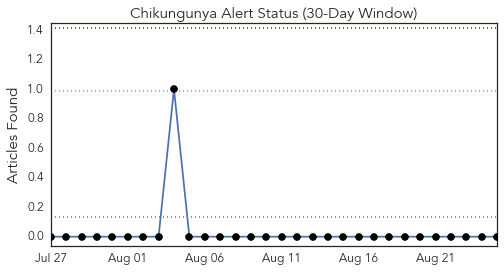 Chikungunya Alert Status (30-Day Window)
Articles Found
1.4
1.2
1.0
0.8
0.6
0.4
0.2
0.0
Jul 27 Aug 01 Aug 06 Aug 11 Aug 16 Aug 21